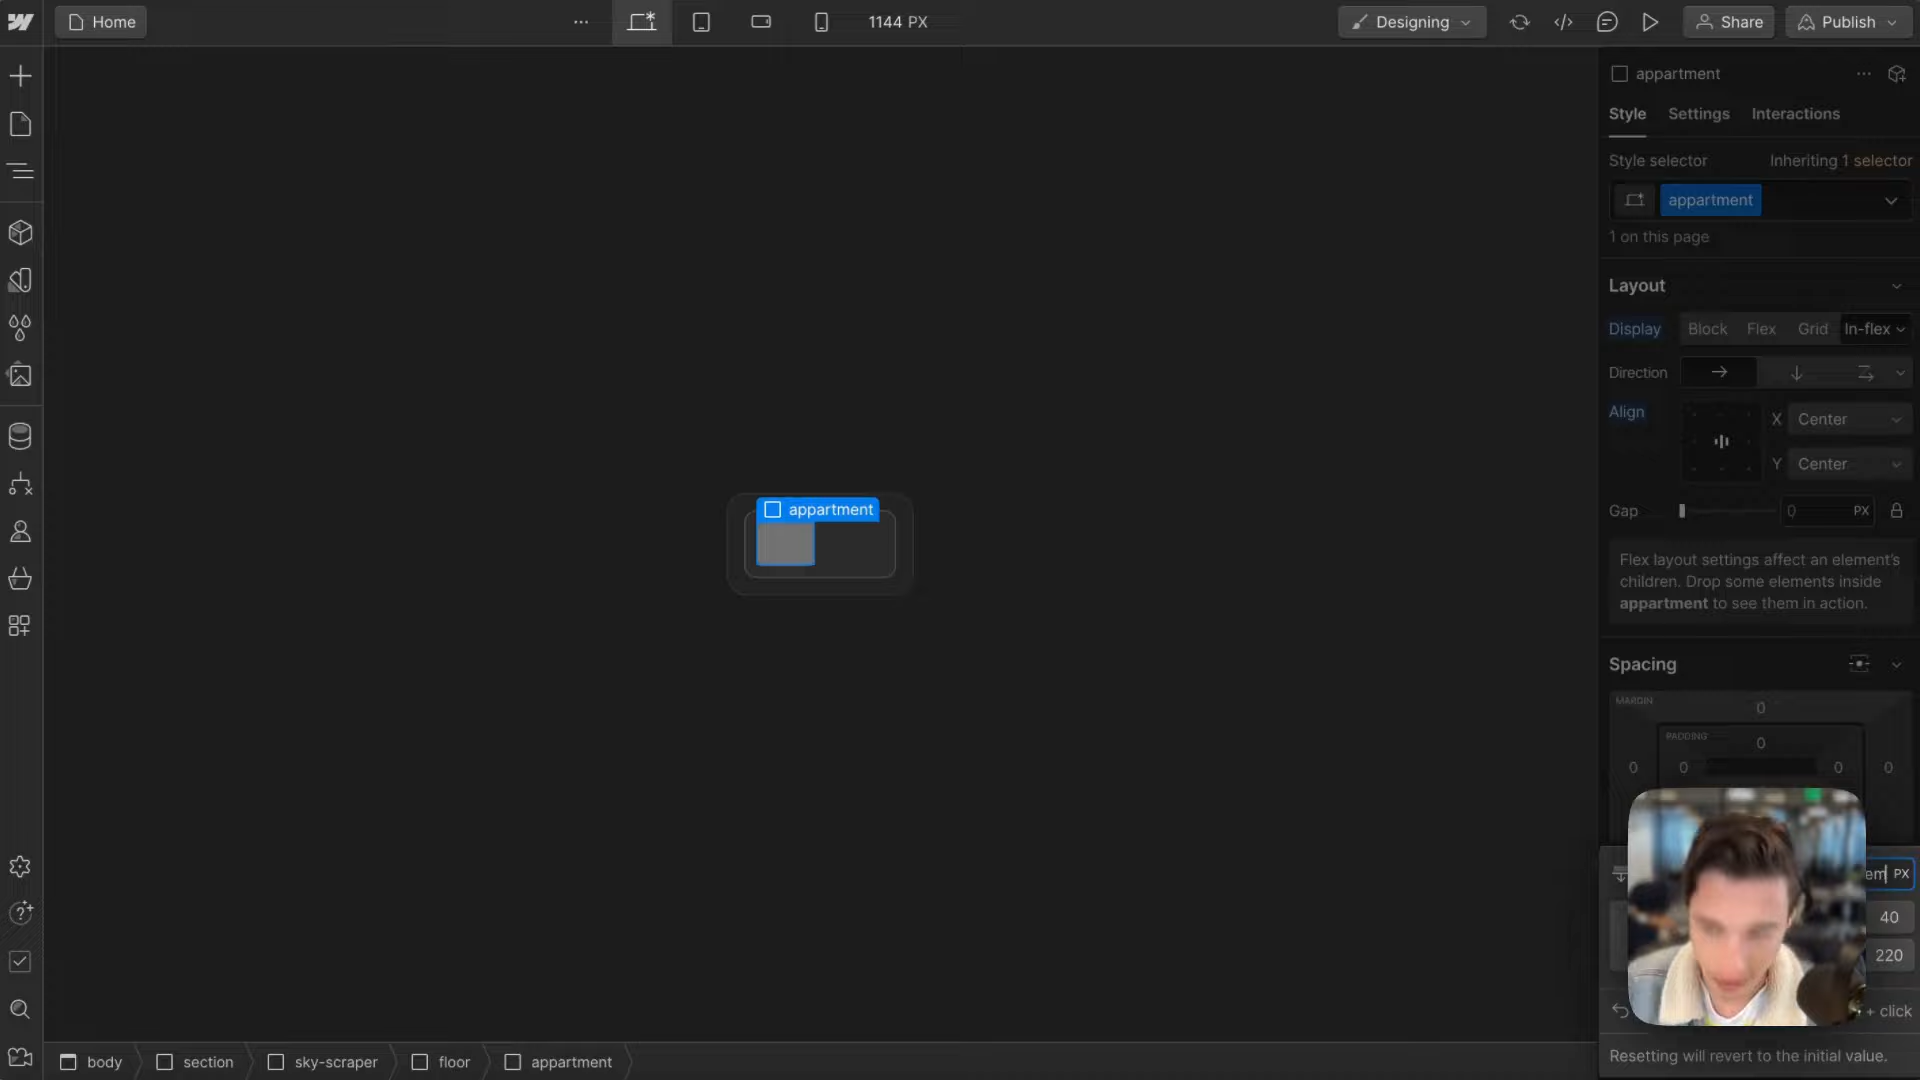 Home
1144 PX
Designing
Share
Publish
appartment
Style
Settings
Interactions
Style selector
Inheriting 1 selector
appartment
1 on this page
Layout
Display
Block
Flex
Grid
In-flex
Direction
Align
X
Center
Y
Center
Gap
0
PX
Flex layout settings affect an element's
children. Drop some elements inside
appartment to see them in action.
Spacing
MARGIN
0
PADDING
0
0
0
0
0
em PX
40
220
+ click
Resetting will revert to the initial value.
appartment
body
section
sky-scraper
floor
appartment